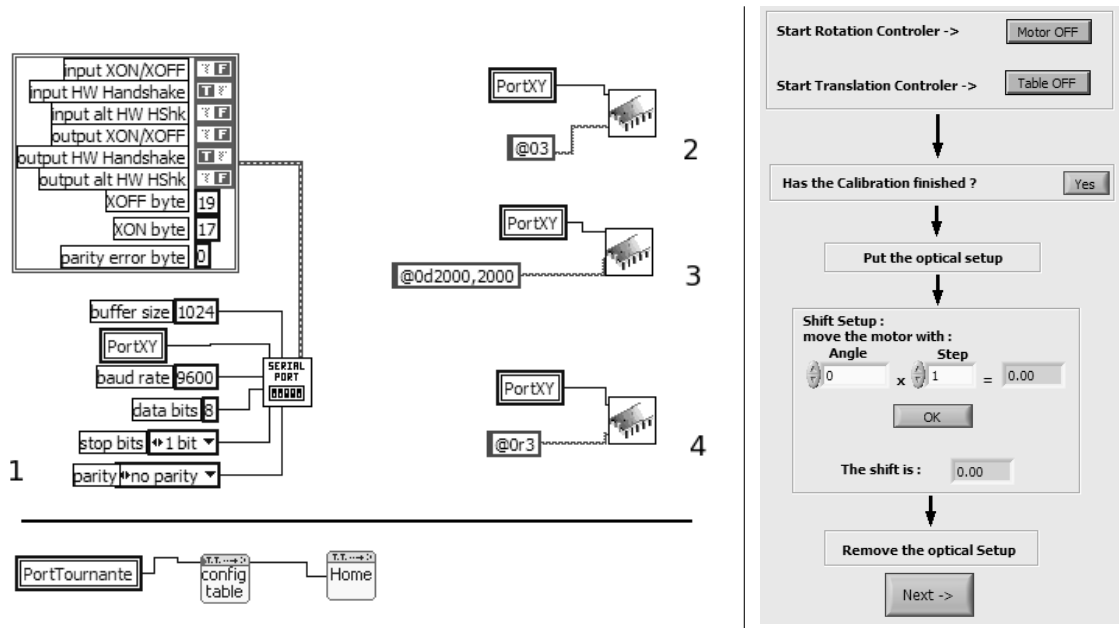 input XON/XOFF F
input HW Handshake T
input alt HW HShk F
output XON/XOFF F
output HW Handshake T
output alt HW HShk F
XOFF byte 19
XON byte 17
parity error byte 0
buffer size 1024
PortXY
baud rate 9600
data bits 8
stop bits 1 bit
parity no parity
SERIAL
PORT
1
PortXY
@03
2
PortXY
@0d2000,2000
3
PortXY
@0r3
4
PortTournante
T.T.
config
table
T.T.
Home
Start Rotation Controler -> Motor OFF
Start Translation Controler -> Table OFF
Has the Calibration finished ? Yes
Put the optical setup
Shift Setup :
move the motor with :
Angle Step
0 x 1 = 0.00
OK
The shift is : 0.00
Remove the optical Setup
Next ->